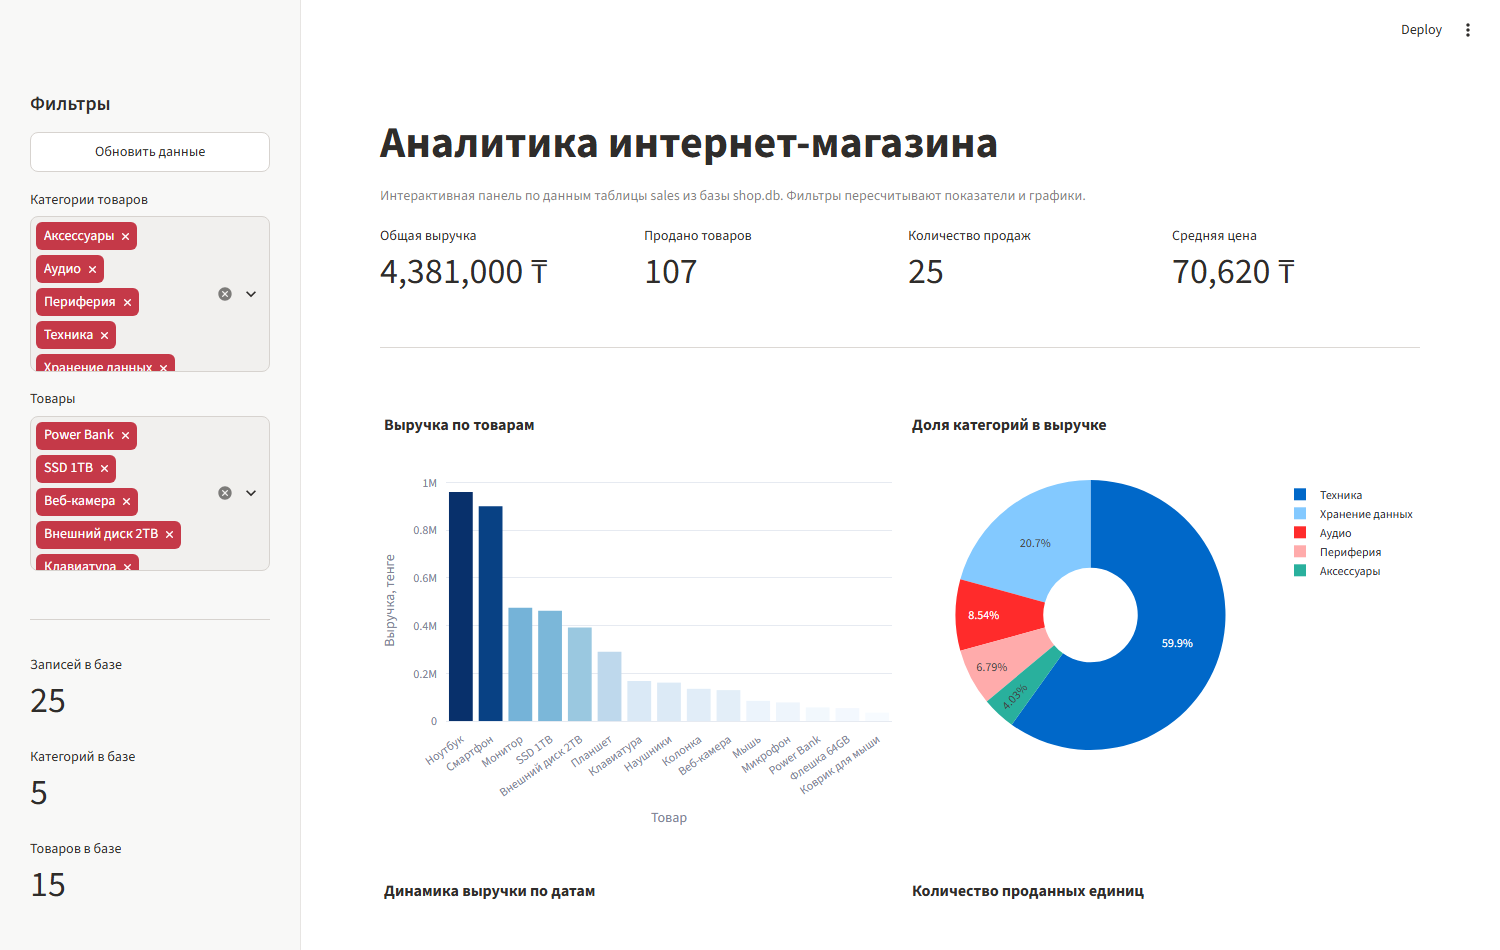 Deploy
Фильтры
Обновить данные
Категории товаров
Аксессуары
Аудио
Периферия
Техника
Хранение данных
Товары
Power Bank
SSD 1TB
Веб-камера
Внешний диск 2TB
Клавиатура
Записей в базе
25
Категорий в базе
5
Товаров в базе
15
Аналитика интернет-магазина
Интерактивная панель по данным таблицы sales из базы shop.db. Фильтры пересчитывают показатели и графики.
Общая выручка
4,381,000 ₸
Продано товаров
107
Количество продаж
25
Средняя цена
70,620 ₸
Выручка по товарам
1M
0.8M
0.6M
0.4M
0.2M
0
Выручка, тенге
Ноутбук
Смартфон
Монитор
SSD 1TB
Внешний диск 2TB
Планшет
Клавиатура
Наушники
Колонка
Веб-камера
Мышь
Микрофон
Power Bank
Флешка 64GB
Коврик для мыши
Товар
Доля категорий в выручке
20.7%
8.54%
6.79%
4.03%
59.9%
Техника
Хранение данных
Аудио
Периферия
Аксессуары
Динамика выручки по датам
Количество проданных единиц